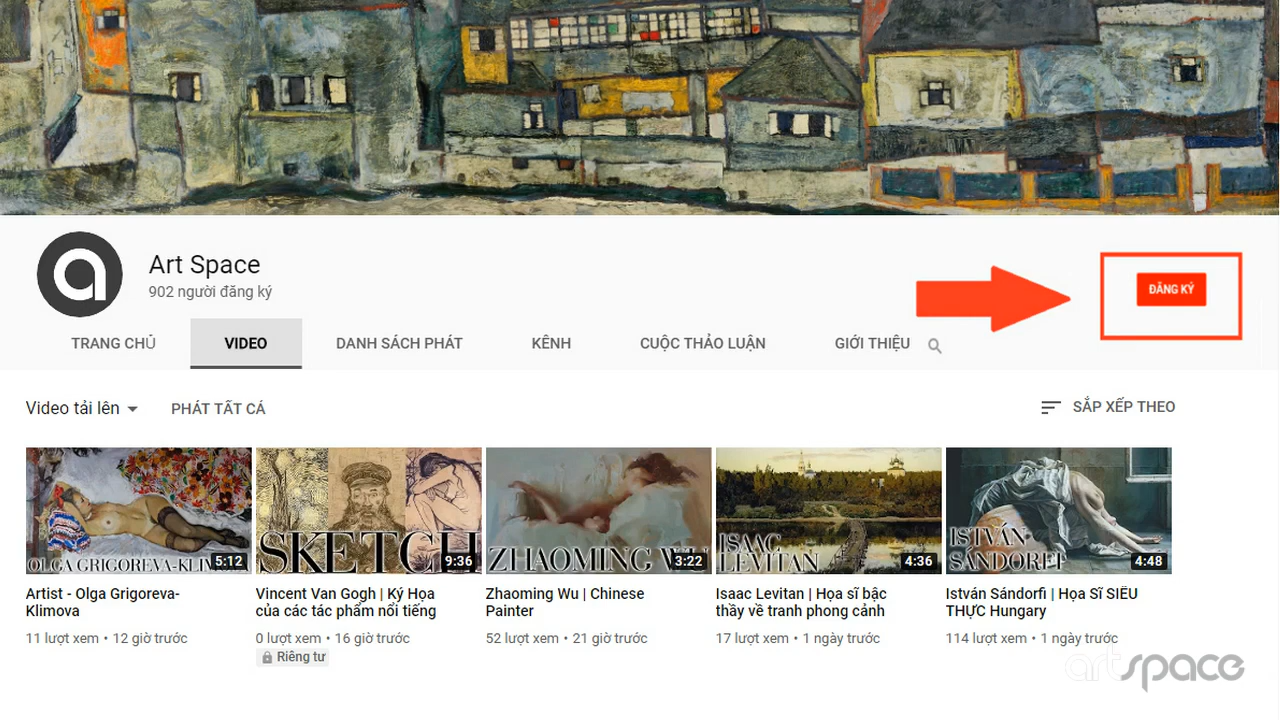 Art Space
902 người đăng ký
ĐĂNG KÝ
TRANG CHỦ VIDEO DANH SÁCH PHÁT KÊNH CUỘC THẢO LUẬN GIỚI THIỆU
Video tải lên PHÁT TẤT CẢ SẮP XẾP THEO
OLGA GRIGOREVA-KLIMOVA 5:12
SKETCH 9:36
ZHAOMING WU 3:22
ISAAC
LEVITAN 4:36
ISTVÁN
SÁNDORFI 4:48
Artist - Olga Grigoreva-
Klimova
11 lượt xem • 12 giờ trước
Vincent Van Gogh | Ký Họa
của các tác phẩm nổi tiếng
0 lượt xem • 16 giờ trước
Riêng tư
Zhaoming Wu | Chinese
Painter
52 lượt xem • 21 giờ trước
Isaac Levitan | Họa sĩ bậc
thầy về tranh phong cảnh
17 lượt xem • 1 ngày trước
István Sándorfi | Họa Sĩ SIÊU
THỰC Hungary
114 lượt xem • 1 ngày trước
artspace